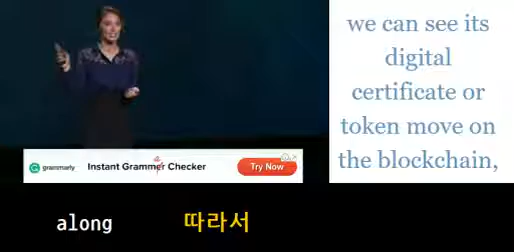 we can see its
digital
certificate or
token move on
the blockchain,
grammarly
Instant Grammer Checker
Try Now
along 따라서